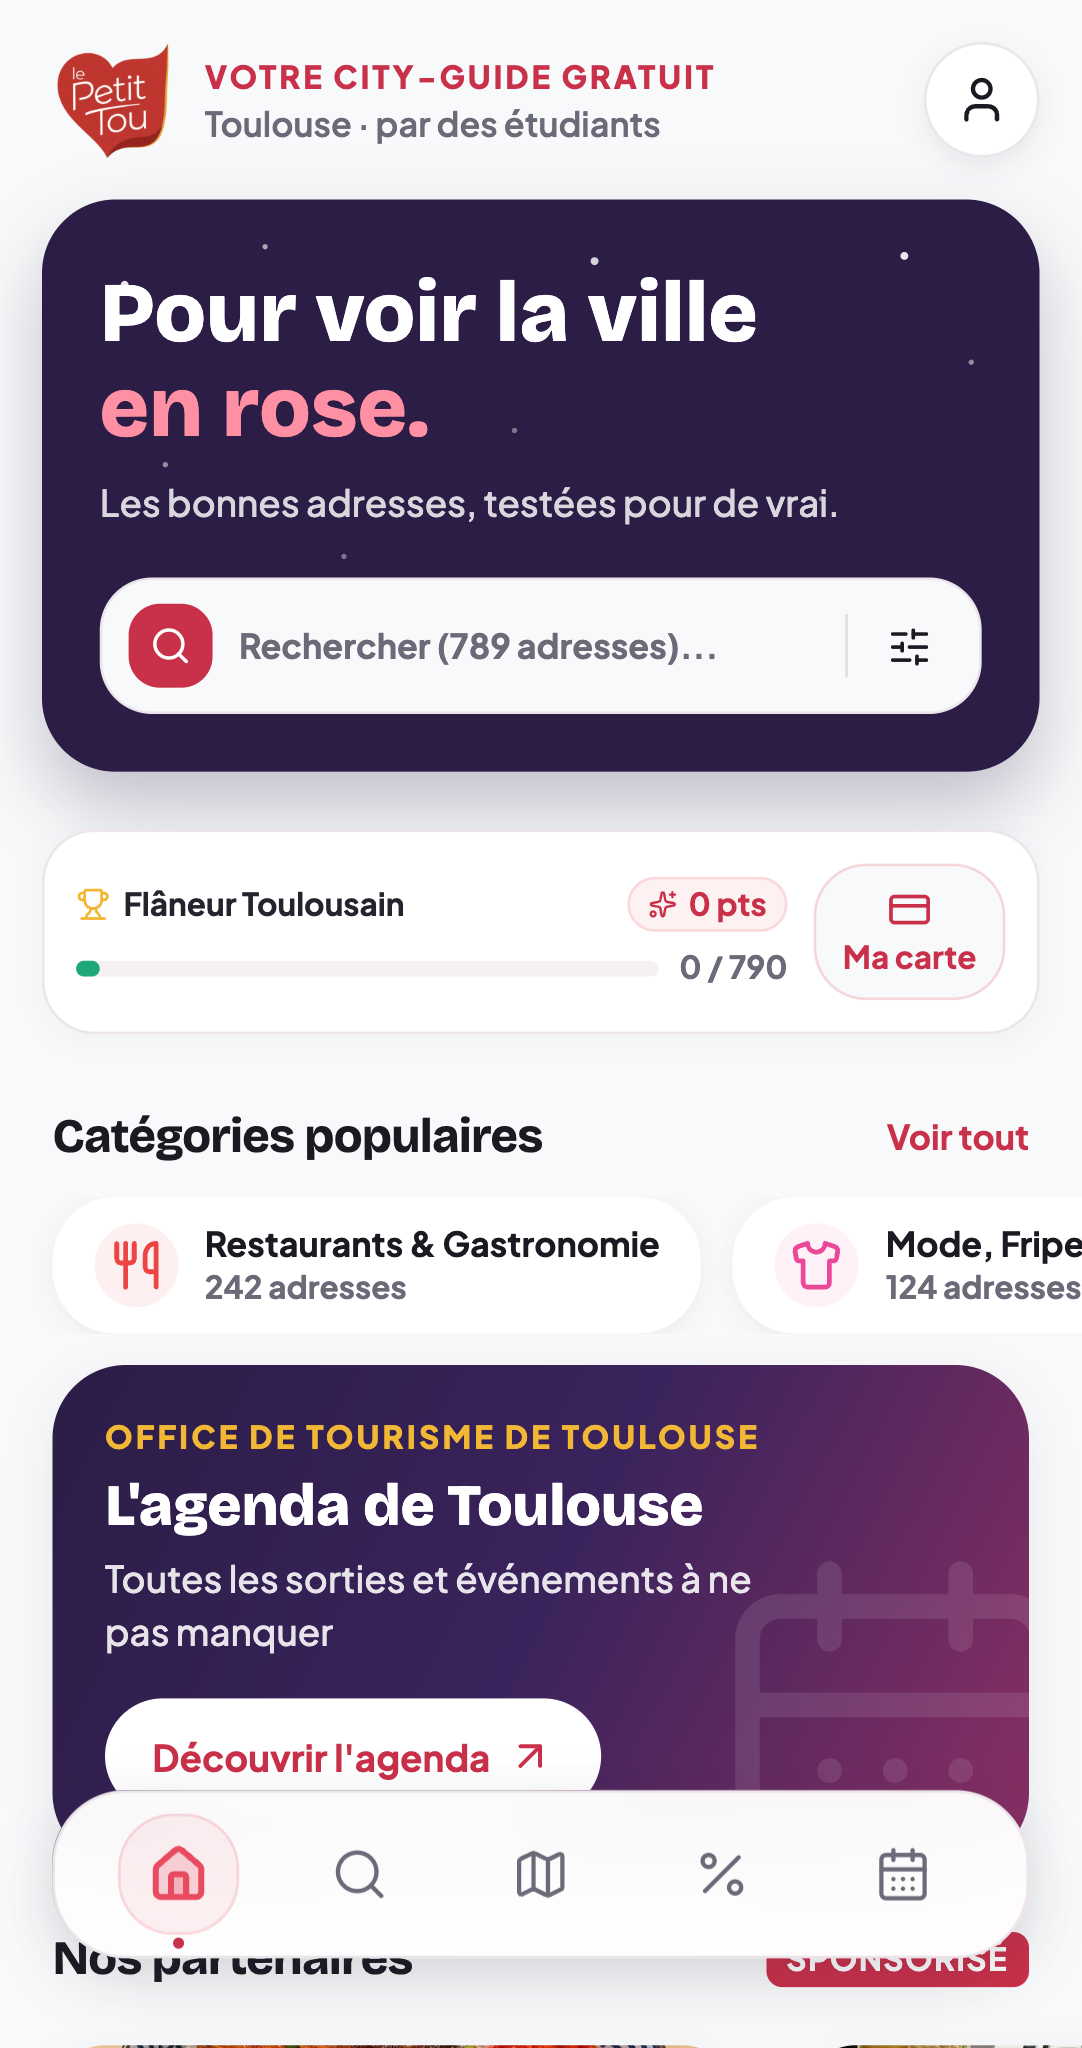 le
Petit
Tou
VOTRE CITY-GUIDE GRATUIT
Toulouse · par des étudiants
Pour voir la ville
en rose.
Les bonnes adresses, testées pour de vrai.
Rechercher (789 adresses)...
Flâneur Toulousain
0 pts
0 / 790
Ma carte
Catégories populaires
Voir tout
Restaurants & Gastronomie
242 adresses
Mode, Fripe
124 adresses
OFFICE DE TOURISME DE TOULOUSE
L'agenda de Toulouse
Toutes les sorties et événements à ne
pas manquer
Découvrir l'agenda
Nos partenaires
SPONSORISÉ